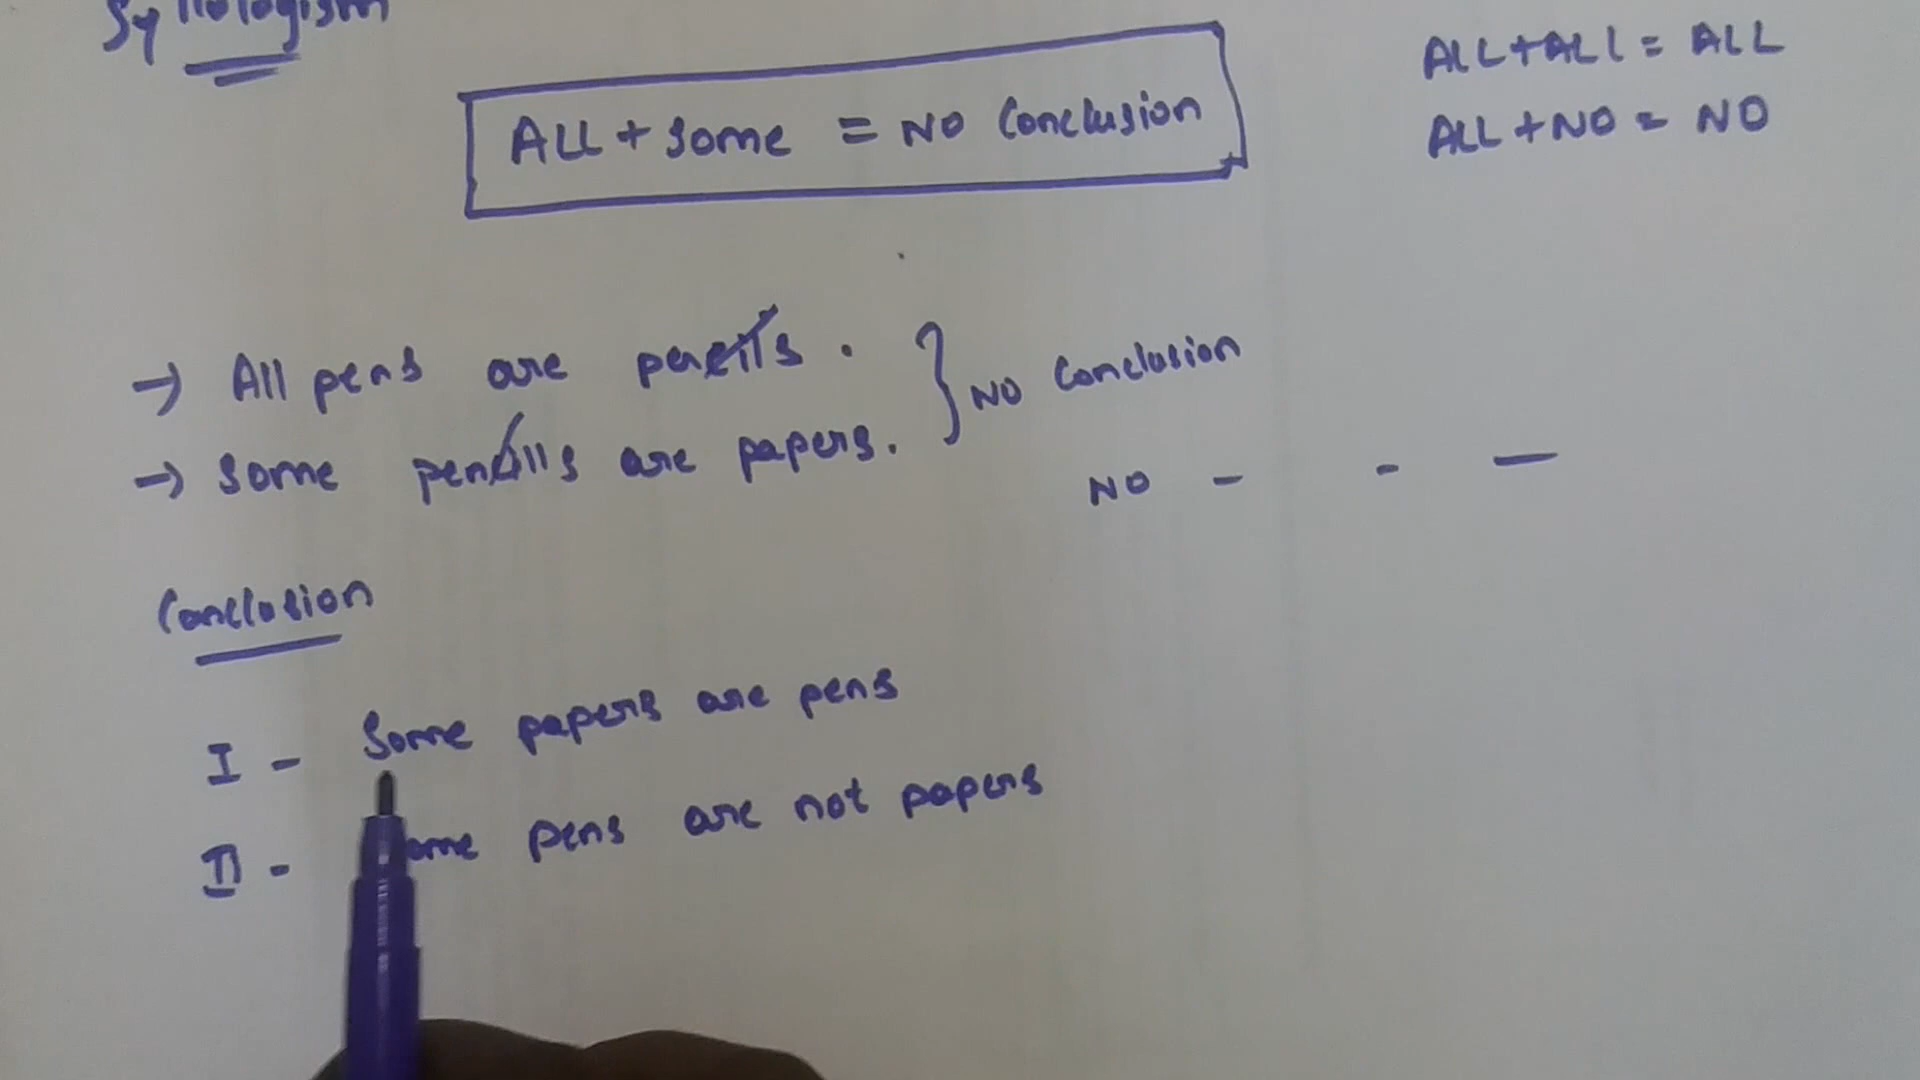 Syllogism
ALL + some = NO Conclusion
ALL + ALL = ALL
ALL + NO = NO
→ All pens are pencils.
→ some pencills are papers.
} NO Conclusion
NO - - -
Conclusion
I - Some papers are pens
II - ome pens are not papers